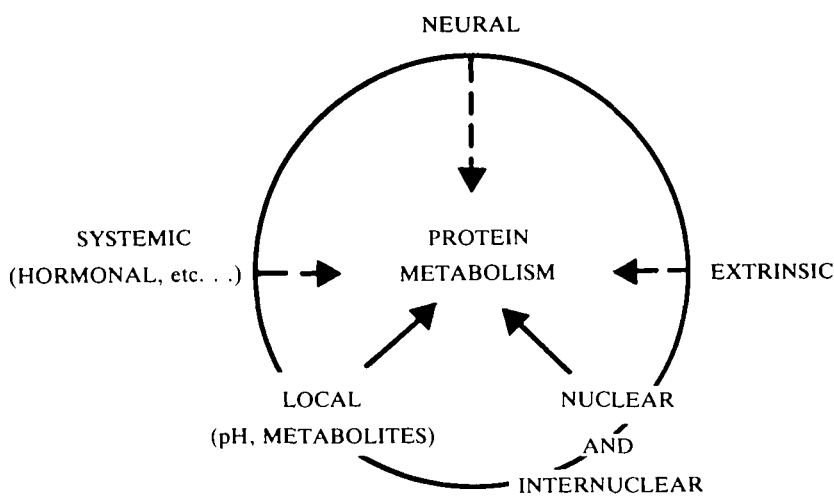 NEURAL
SYSTEMIC
(HORMONAL, etc. . .)
PROTEIN
METABOLISM
EXTRINSIC
LOCAL
(pH, METABOLITES)
NUCLEAR
AND
INTERNUCLEAR